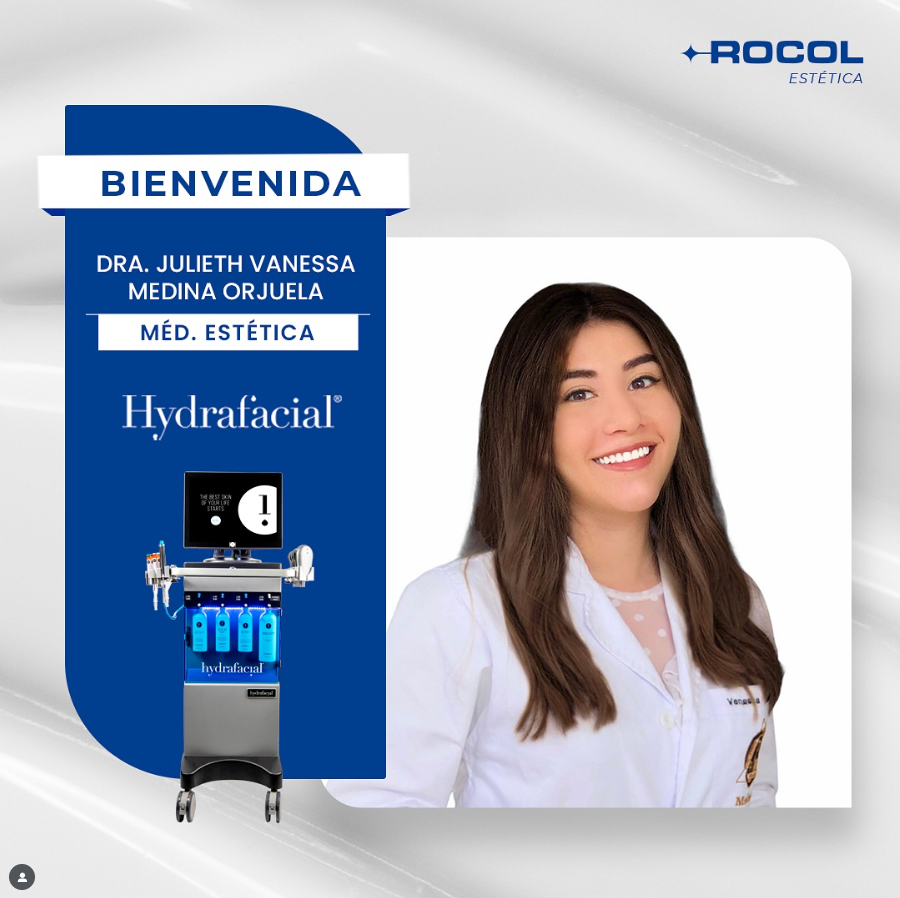 ROCOL
ESTÉTICA
BIENVENIDA
DRA. JULIETH VANESSA
MEDINA ORJUELA
MÉD. ESTÉTICA
Hydrafacial®
THE BEST SKIN
OF YOUR LIFE
STARTS
1
hydrafacial
hydrafacial